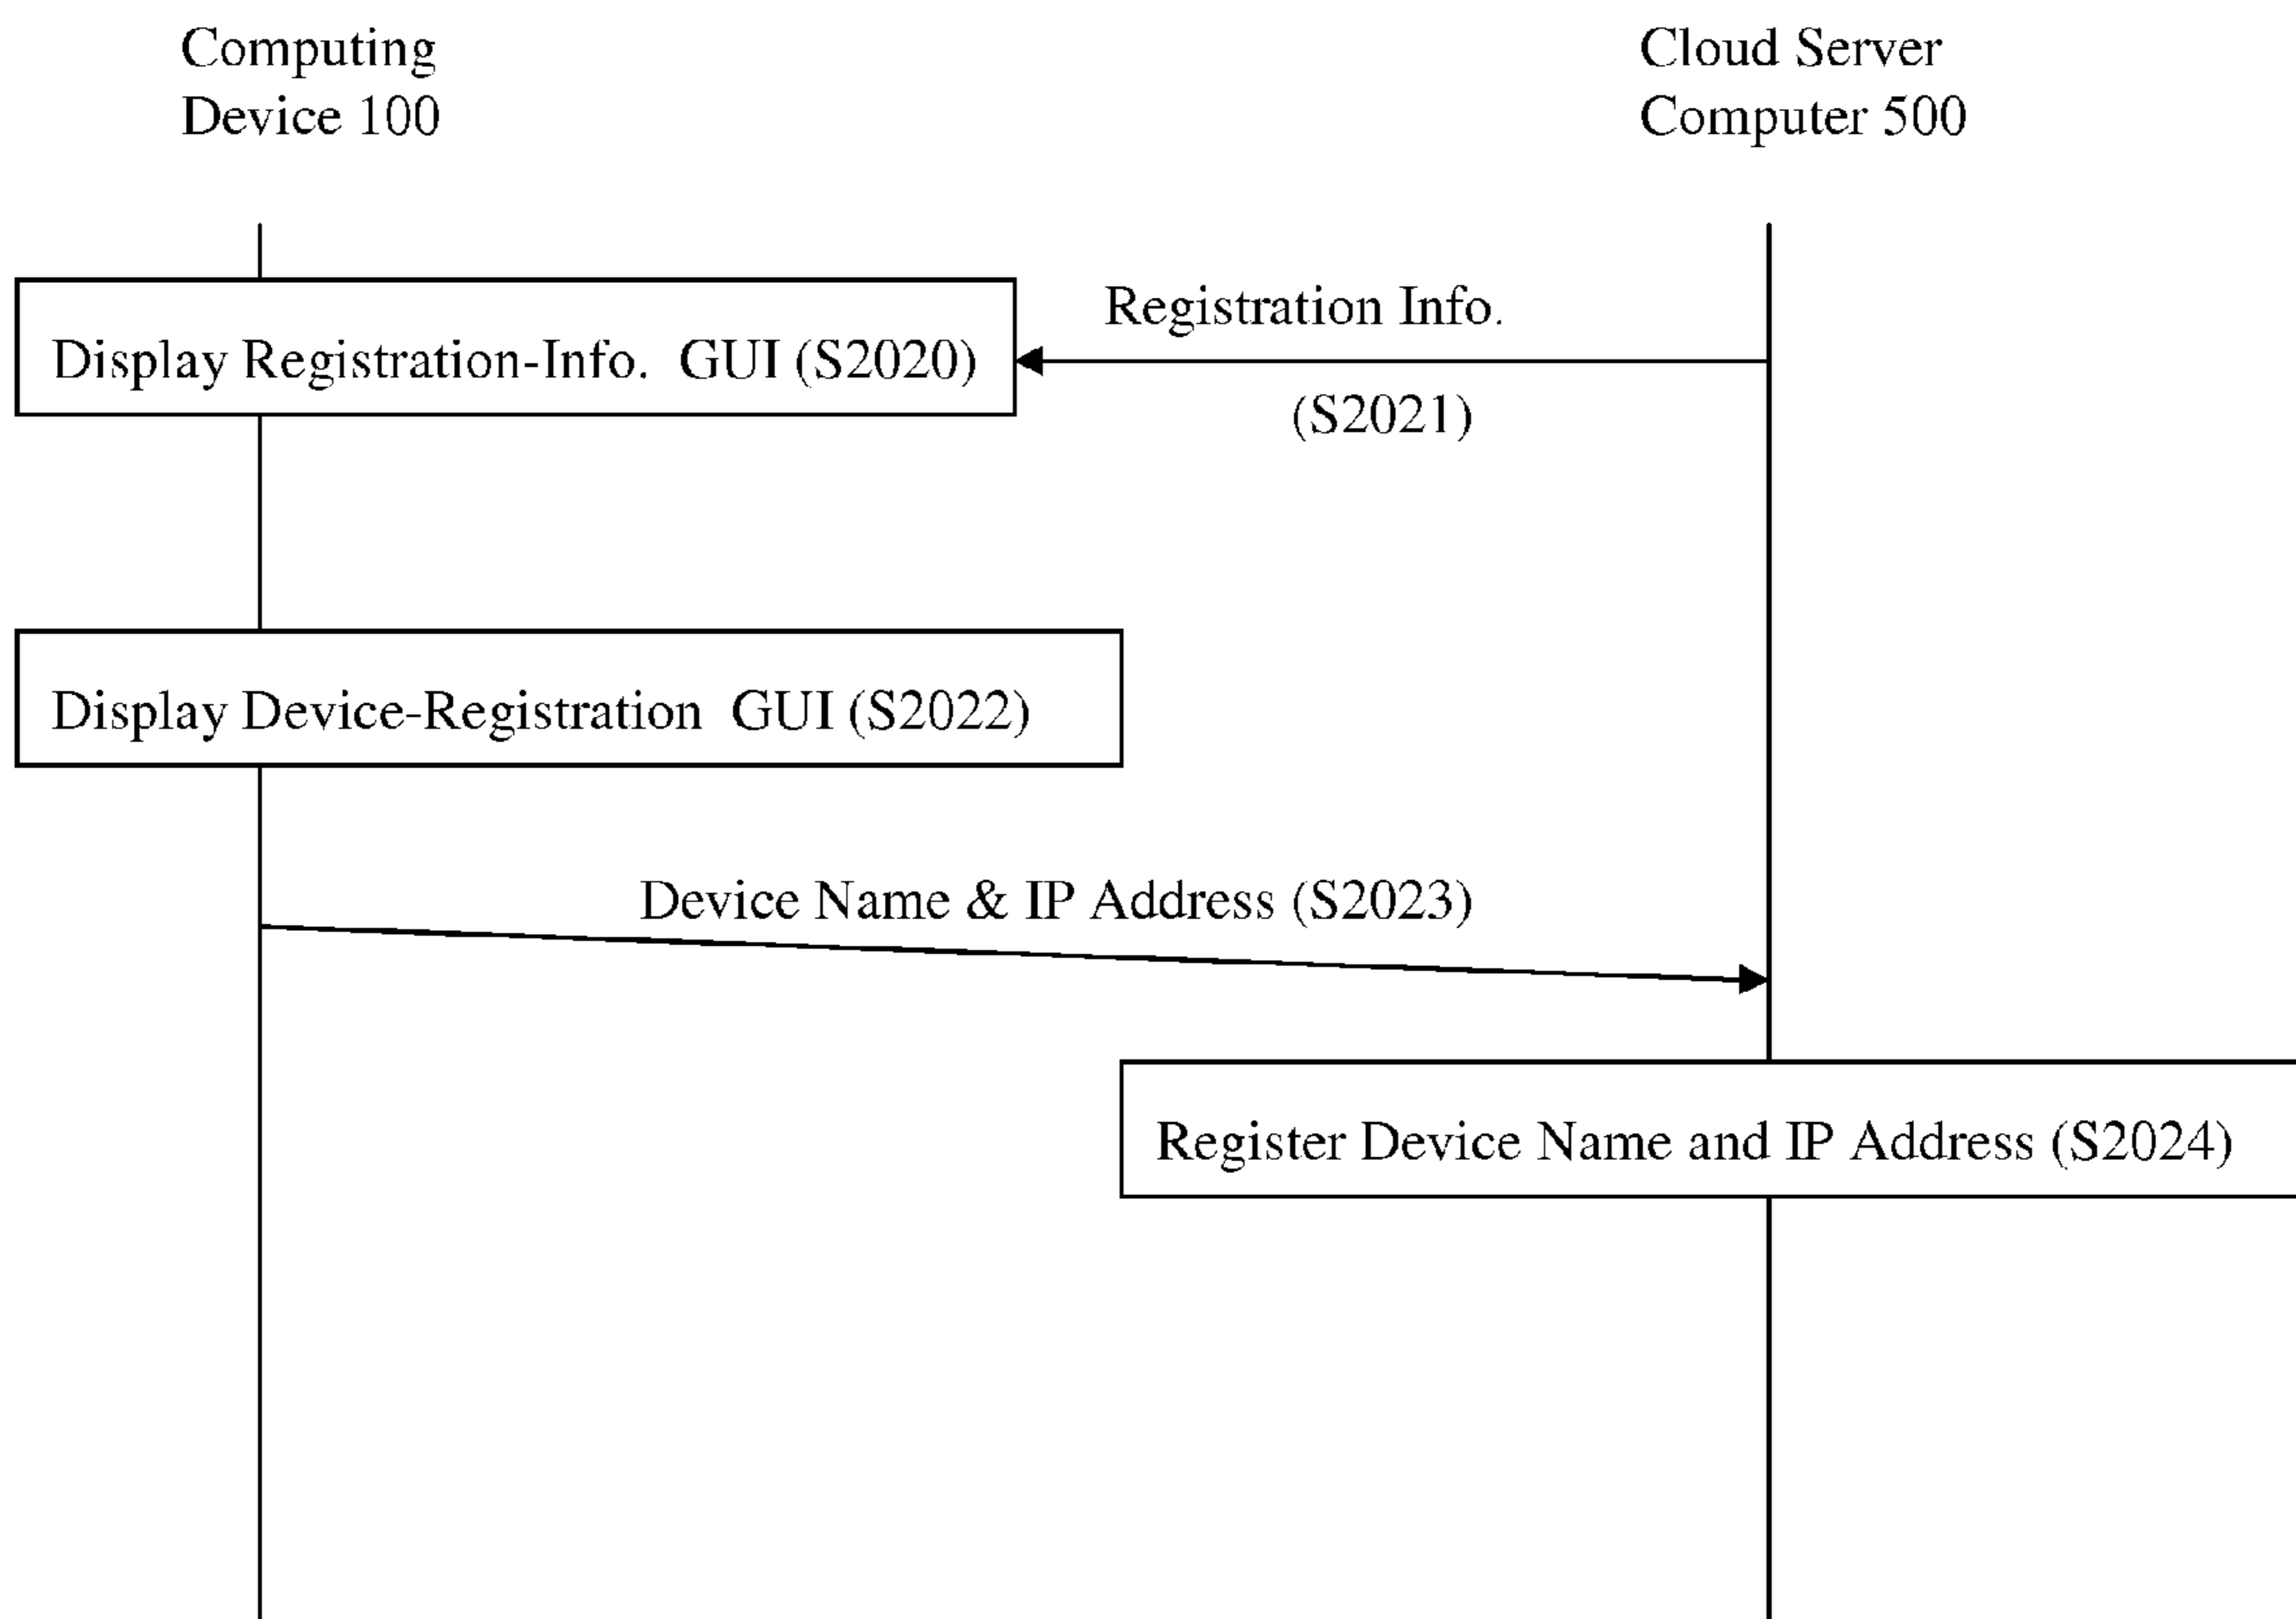 Computing
Device 100
Cloud Server
Computer 500
Registration Info.
Display Registration-Info. GUI (S2020)
(S2021)
Display Device-Registration GUI (S2022)
Device Name & IP Address (S2023)
Register Device Name and IP Address (S2024)